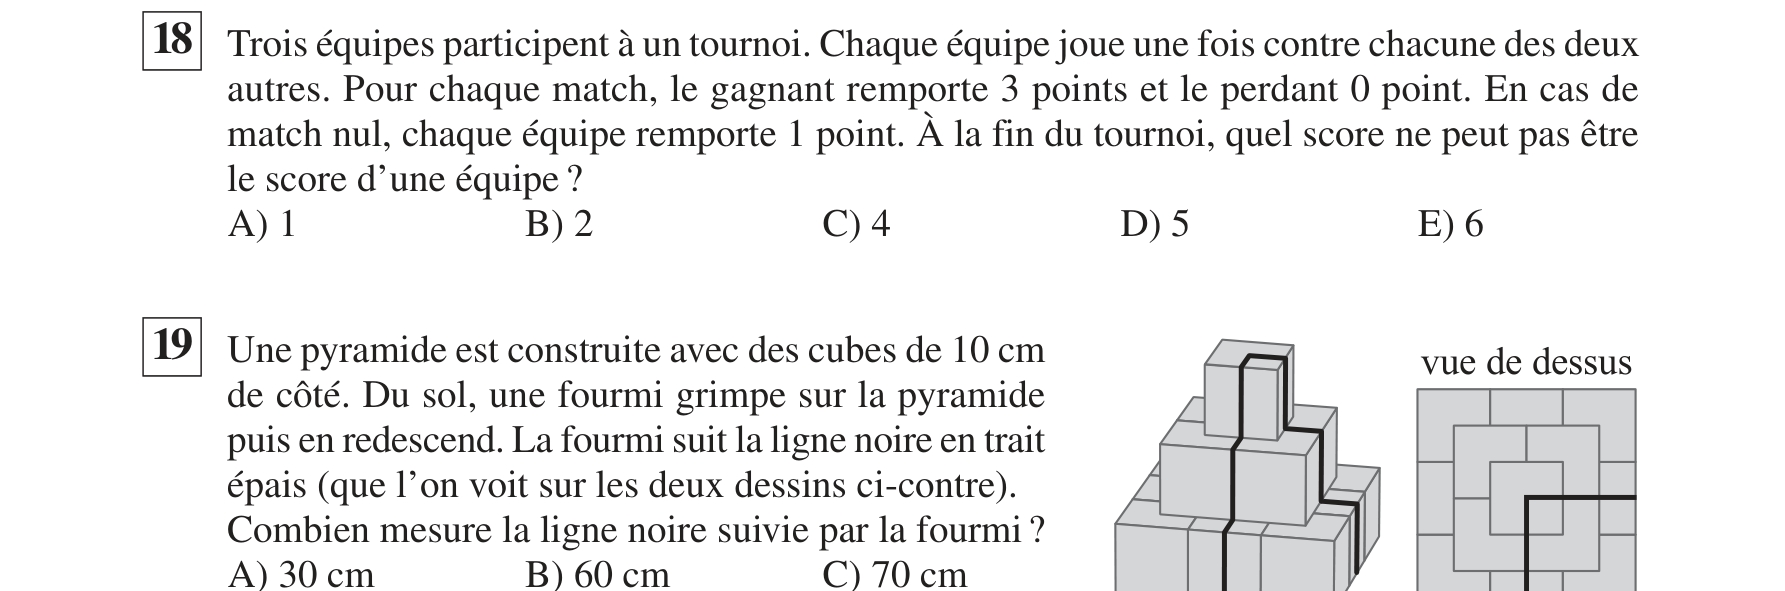 18 Trois équipes participent à un tournoi. Chaque équipe joue une fois contre chacune des deux
autres. Pour chaque match, le gagnant remporte 3 points et le perdant 0 point. En cas de
match nul, chaque équipe remporte 1 point. À la fin du tournoi, quel score ne peut pas être
le score d’une équipe ?
A) 1 B) 2 C) 4 D) 5 E) 6
19 Une pyramide est construite avec des cubes de 10 cm
de côté. Du sol, une fourmi grimpe sur la pyramide
puis en redescend. La fourmi suit la ligne noire en trait
épais (que l’on voit sur les deux dessins ci-contre).
Combien mesure la ligne noire suivie par la fourmi ?
A) 30 cm B) 60 cm C) 70 cm
vue de dessus